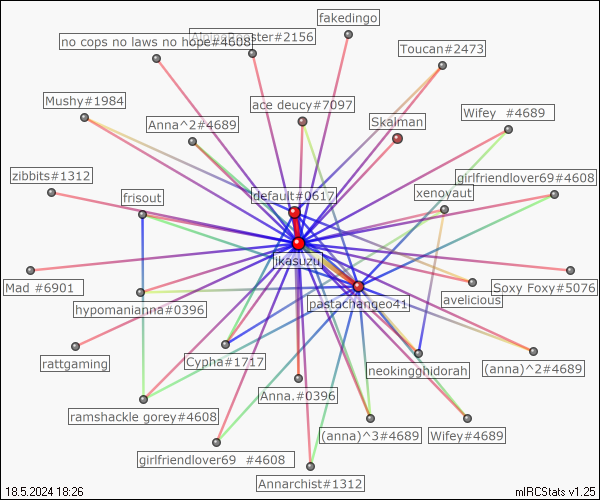 fakedingo
no cops no laws no hope#4608
AlpineRooster#2156
Toucan#2473
Mushy#1984
ace deucy#7097
Anna^2#4689
Skalman
Wifey #4689
zibbits#1312
frisout
default#0617
xenoyaut
girlfriendlover69#4608
jkasuzu
Mad #6901
hypomanianna#0396
pastachangeo41
avelicious
Soxy Foxy#5076
rattgaming
Cypha#1717
neokingghidorah
(anna)^2#4689
Anna.#0396
ramshackle gorey#4608
(anna)^3#4689
Wifey#4689
girlfriendlover69 #4608
Annarchist#1312
18.5.2024 18:26
mIRCStats v1.25